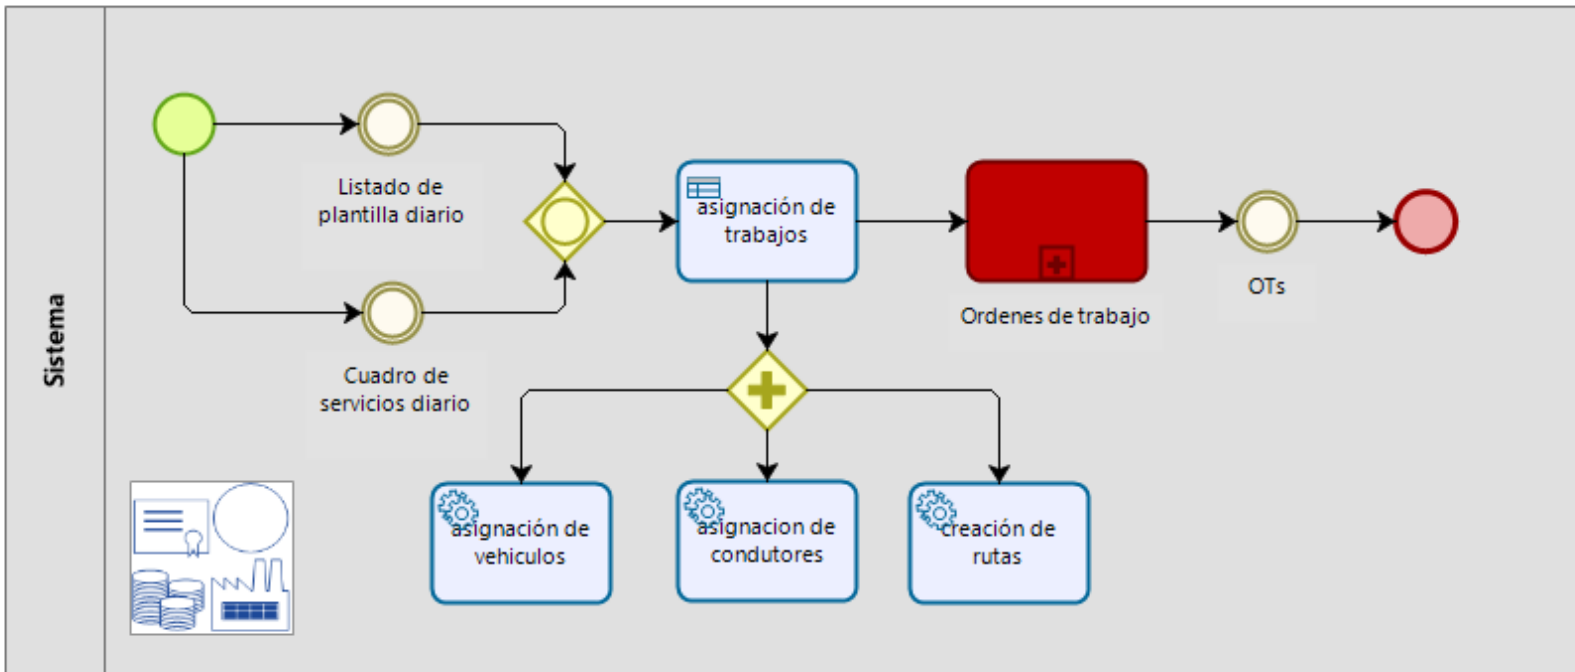 Sistema
Listado de
plantilla diario
Cuadro de
servicios diario
asignación de
trabajos
Ordenes de trabajo
OTs
asignación de
vehiculos
asignacion de
condutores
creación de
rutas